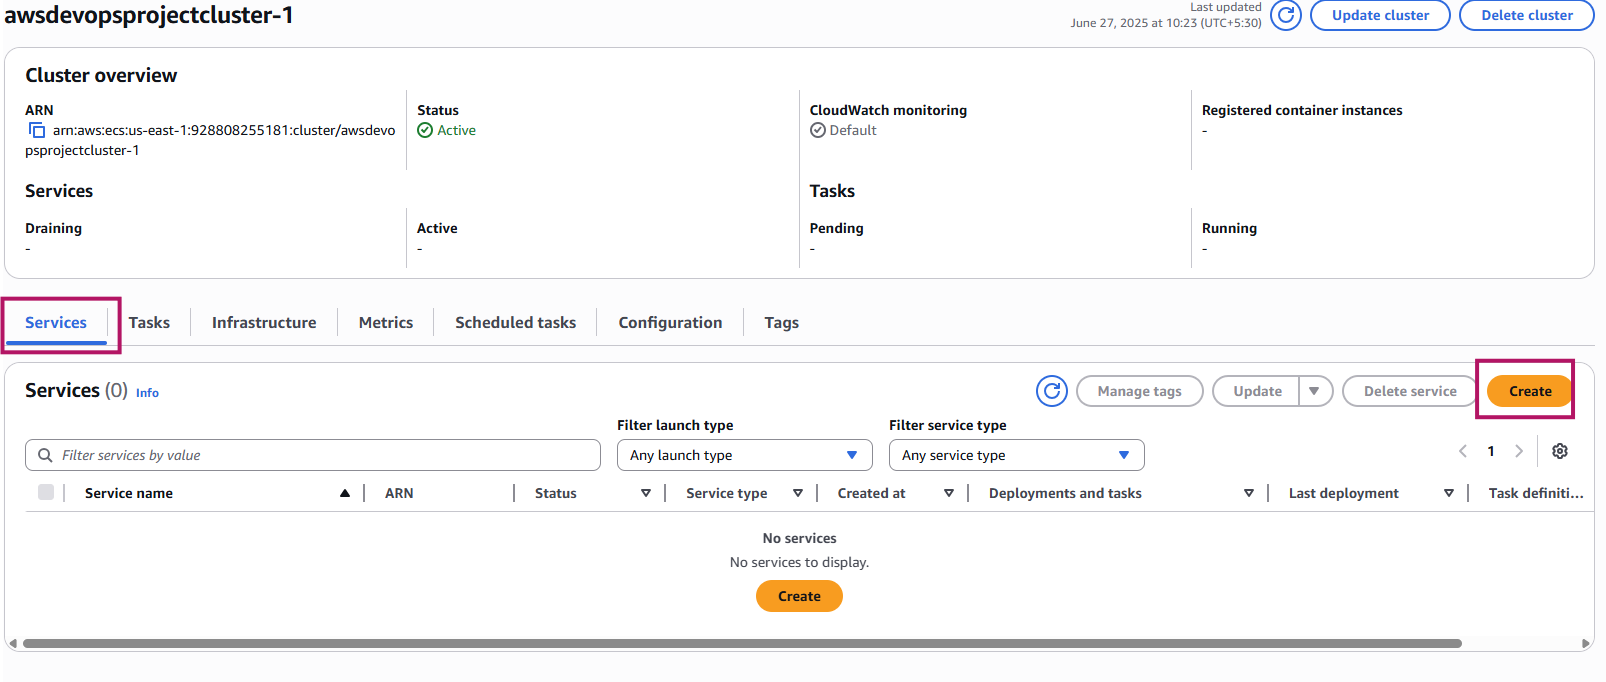 awsdevopsprojectcluster-1
Last updated
June 27, 2025 at 10:23 (UTC+5:30)
Update cluster
Delete cluster
Cluster overview
ARN
arn:aws:ecs:us-east-1:928808255181:cluster/awsdevo
psprojectcluster-1
Status
Active
CloudWatch monitoring
Default
Registered container instances
-
Services
Tasks
Draining
-
Active
-
Pending
-
Running
-
Services Tasks Infrastructure Metrics Scheduled tasks Configuration Tags
Services (0) Info
Manage tags Update Delete service Create
Filter launch type
Filter service type
Filter services by value
Any launch type
Any service type
1
Service name ARN Status Service type Created at Deployments and tasks Last deployment Task definiti...
No services
No services to display.
Create